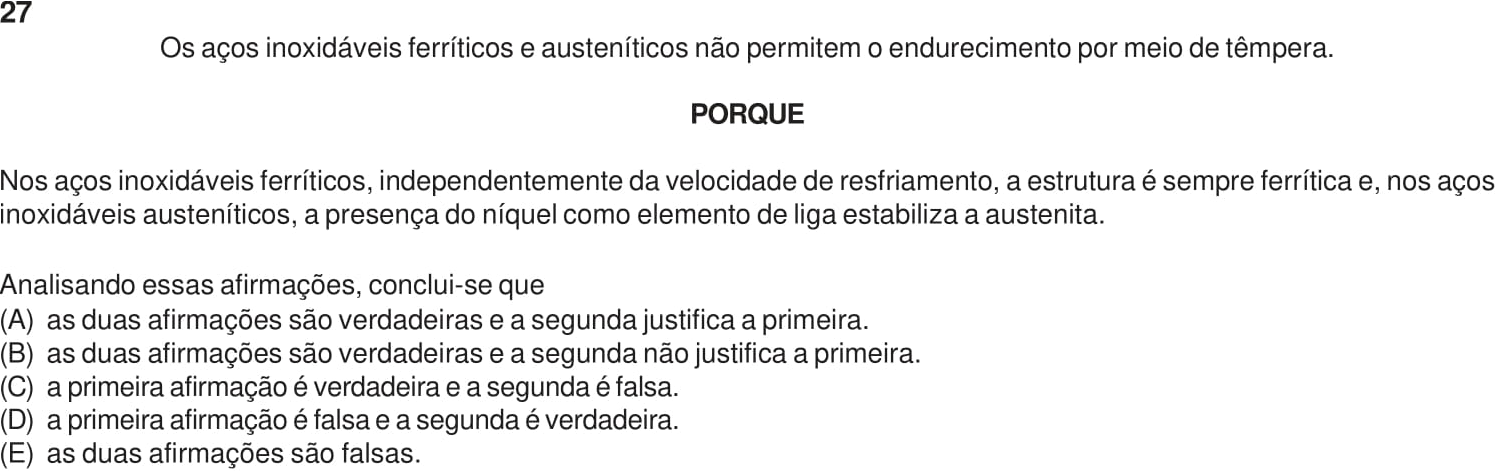 27
Os aços inoxidáveis ferríticos e austeníticos não permitem o endurecimento por meio de têmpera.
PORQUE
Nos aços inoxidáveis ferríticos, independentemente da velocidade de resfriamento, a estrutura é sempre ferrítica e, nos aços
inoxidáveis austeníticos, a presença do níquel como elemento de liga estabiliza a austenita.
Analisando essas afirmações, conclui-se que
(A) as duas afirmações são verdadeiras e a segunda justifica a primeira.
(B) as duas afirmações são verdadeiras e a segunda não justifica a primeira.
(C) a primeira afirmação é verdadeira e a segunda é falsa.
(D) a primeira afirmação é falsa e a segunda é verdadeira.
(E) as duas afirmações são falsas.